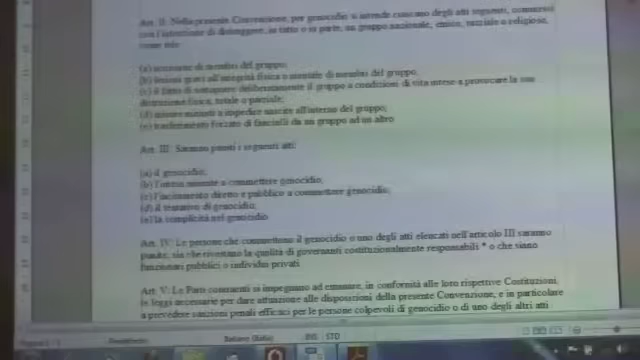 Art. II: Nella presente Convenzione, per genocidio si intende ciascuno degli atti seguenti, commessi
con l'intenzione di distruggere, in tutto o in parte, un gruppo nazionale, etnico, razziale o religioso,
come tale
(a) uccisione di membri del gruppo;
(b) lesioni gravi all'integrità fisica o mentale di membri del gruppo;
(c) il fatto di sottoporre deliberatamente il gruppo a condizioni di vita intese a provocare la sua
distruzione fisica, totale o parziale;
(d) misure miranti a impedire nascite all'interno del gruppo;
(e) trasferimento forzato di fanciulli da un gruppo ad un altro
Art. III: Saranno puniti i seguenti atti:
(a) il genocidio;
(b) l'intesa mirante a commettere genocidio;
(c) l'incitamento diretto e pubblico a commettere genocidio;
(d) il tentativo di genocidio;
(e) la complicità nel genocidio
Art. IV: Le persone che commettono il genocidio o uno degli atti elencati nell'articolo III saranno
punite, sia che rivestano la qualità di governanti costituzionalmente responsabili * o che siano
funzionari pubblici o individui privati
Art. V: Le Parti contraenti si impegnano ad emanare, in conformità alle loro rispettive Costituzioni,
le leggi necessarie per dare attuazione alle disposizioni della presente Convenzione, e in particolare
a prevedere sanzioni penali efficaci per le persone colpevoli di genocidio o di uno degli altri atti
Predefinito Italiano (Italia) INS STD